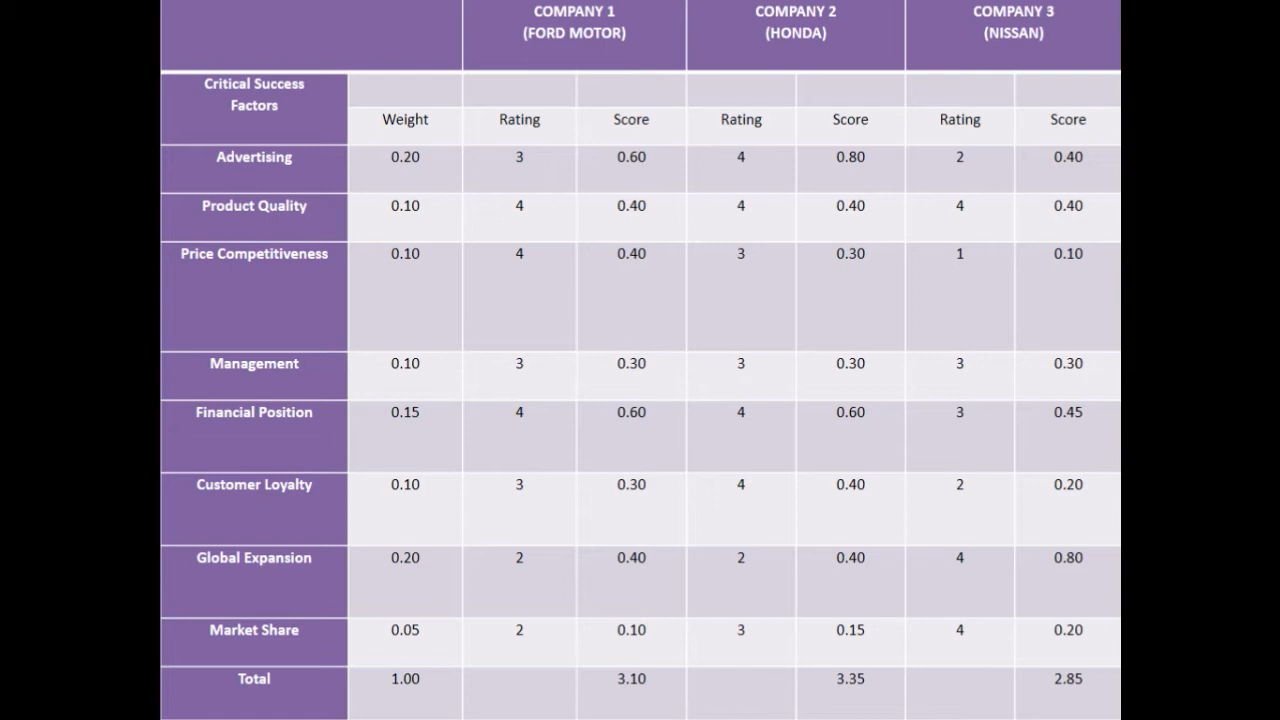 COMPANY 1 COMPANY 2 COMPANY 3
(FORD MOTOR) (HONDA) (NISSAN)
Critical Success
Factors
Weight Rating Score Rating Score Rating Score
Advertising 0.20 3 0.60 4 0.80 2 0.40
Product Quality 0.10 4 0.40 4 0.40 4 0.40
Price Competitiveness 0.10 4 0.40 3 0.30 1 0.10
Management 0.10 3 0.30 3 0.30 3 0.30
Financial Position 0.15 4 0.60 4 0.60 3 0.45
Customer Loyalty 0.10 3 0.30 4 0.40 2 0.20
Global Expansion 0.20 2 0.40 2 0.40 4 0.80
Market Share 0.05 2 0.10 3 0.15 4 0.20
Total 1.00 3.10 3.35 2.85